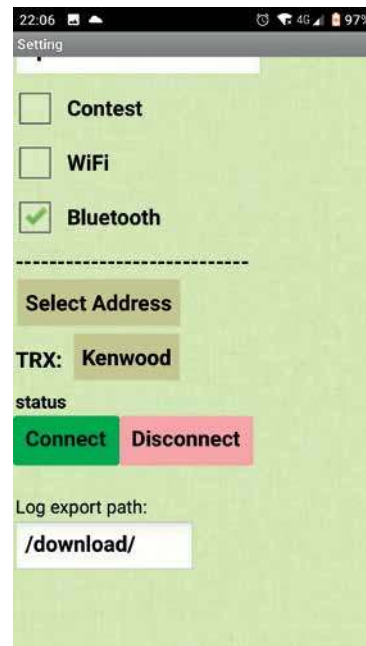 22:06 4G 97%
Setting
Contest
WiFi
Bluetooth
---------------------------
Select Address
TRX: Kenwood
status
Connect Disconnect
Log export path:
/download/